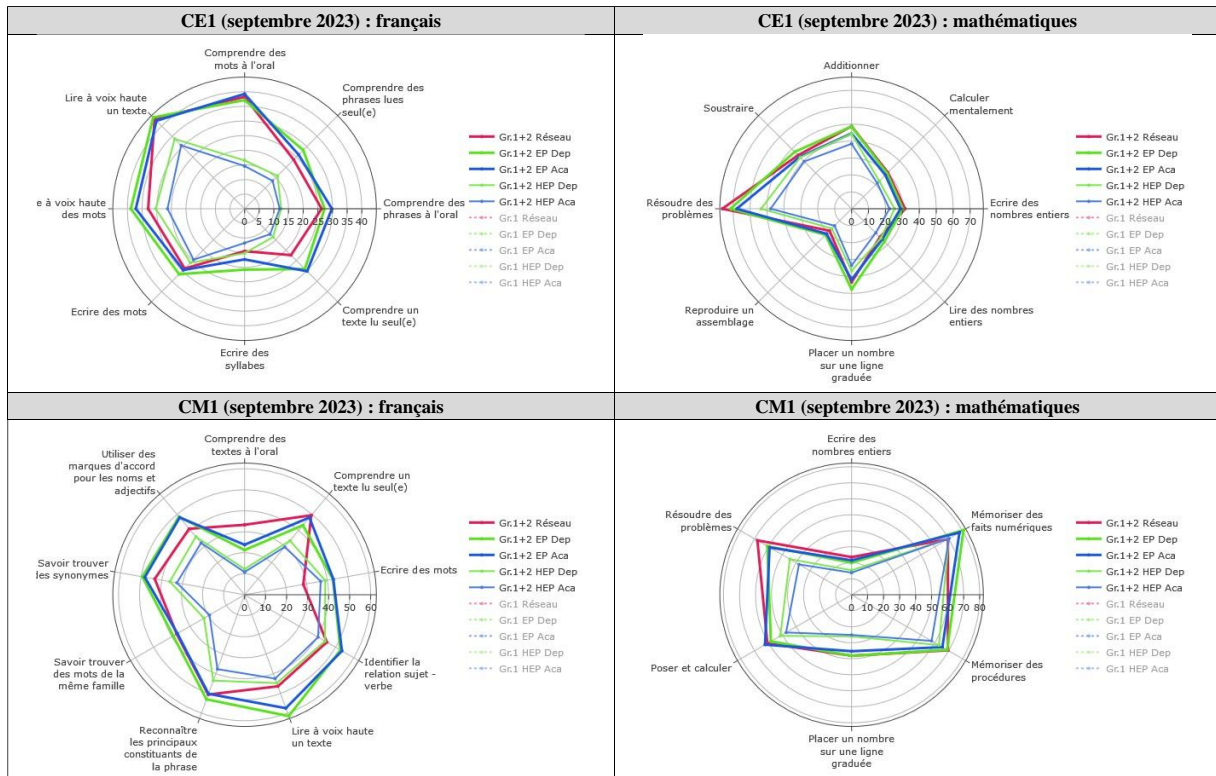 CE1 (septembre 2023) : français
Comprendre des
mots à l'oral
Comprendre des
phrases lues
seul(e)
Comprendre des
phrases à l'oral
Comprendre un
texte lu seul(e)
Ecrire des
syllabes
Ecrire des mots
e à voix haute
des mots
Lire à voix haute
un texte
0 5 10 15 20 25 30 35 40
Gr.1+2 Réseau
Gr.1+2 EP Dep
Gr.1+2 EP Aca
Gr.1+2 HEP Dep
Gr.1+2 HEP Aca
Gr.1 Réseau
Gr.1 EP Dep
Gr.1 EP Aca
Gr.1 HEP Dep
Gr.1 HEP Aca
CE1 (septembre 2023) : mathématiques
Additionner
Calculer
mentalement
Ecrire des
nombres entiers
Lire des nombres
entiers
Placer un nombre
sur une ligne
graduée
Reproduire un
assemblage
Résoudre des
problèmes
Soustraire
0 10 20 30 40 50 60 70
Gr.1+2 Réseau
Gr.1+2 EP Dep
Gr.1+2 EP Aca
Gr.1+2 HEP Dep
Gr.1+2 HEP Aca
Gr.1 Réseau
Gr.1 EP Dep
Gr.1 EP Aca
Gr.1 HEP Dep
Gr.1 HEP Aca
CM1 (septembre 2023) : français
Comprendre des
textes à l'oral
Comprendre un
texte lu seul(e)
Ecrire des mots
Identifier la
relation sujet -
verbe
Lire à voix haute
un texte
Reconnaître
les principaux
constituants de
la phrase
Savoir trouver
des mots de la
même famille
Savoir trouver
les synonymes
Utiliser des
marques d'accord
pour les noms et
adjectifs
0 10 20 30 40 50 60
Gr.1+2 Réseau
Gr.1+2 EP Dep
Gr.1+2 EP Aca
Gr.1+2 HEP Dep
Gr.1+2 HEP Aca
Gr.1 Réseau
Gr.1 EP Dep
Gr.1 EP Aca
Gr.1 HEP Dep
Gr.1 HEP Aca
CM1 (septembre 2023) : mathématiques
Ecrire des
nombres entiers
Mémoriser des
faits numériques
Mémoriser des
procédures
Placer un nombre
sur une ligne
graduée
Poser et calculer
Résoudre des
problèmes
0 10 20 30 40 50 60 70 80
Gr.1+2 Réseau
Gr.1+2 EP Dep
Gr.1+2 EP Aca
Gr.1+2 HEP Dep
Gr.1+2 HEP Aca
Gr.1 Réseau
Gr.1 EP Dep
Gr.1 EP Aca
Gr.1 HEP Dep
Gr.1 HEP Aca